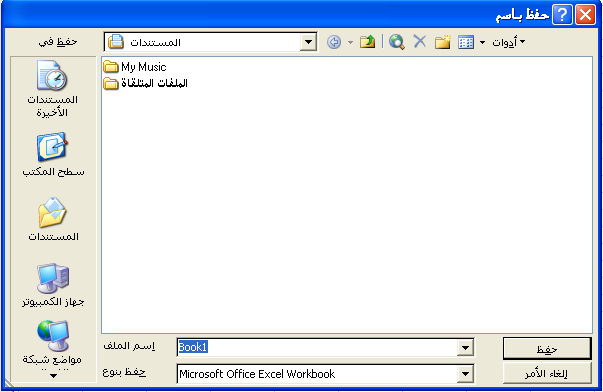 حفظ باسم
حفظ في
المستندات
أدوات
المستندات
الأخيرة
سطح المكتب
المستندات
جهاز الكمبيوتر
مواضع شبكة
My Music
الملفات المتلقاة
إسم الملف
Book1
حفظ
حفظ بنوع
Microsoft Office Excel Workbook
إلغاء الأمر